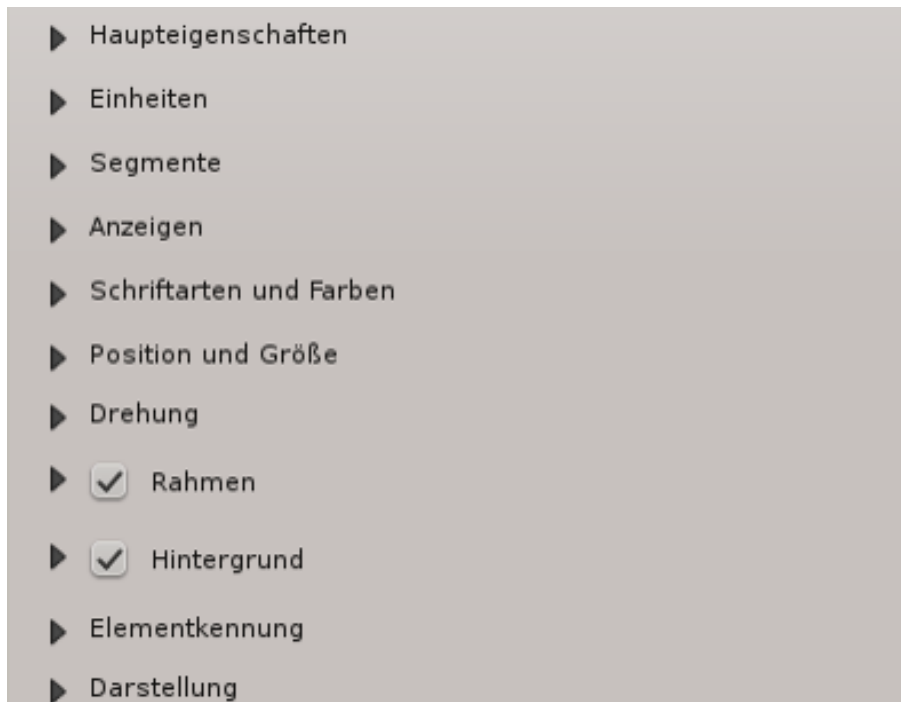 Haupteigenschaften
Einheiten
Segmente
Anzeigen
Schriftarten und Farben
Position und Größe
Drehung
Rahmen
Hintergrund
Elementkennung
Darstellung